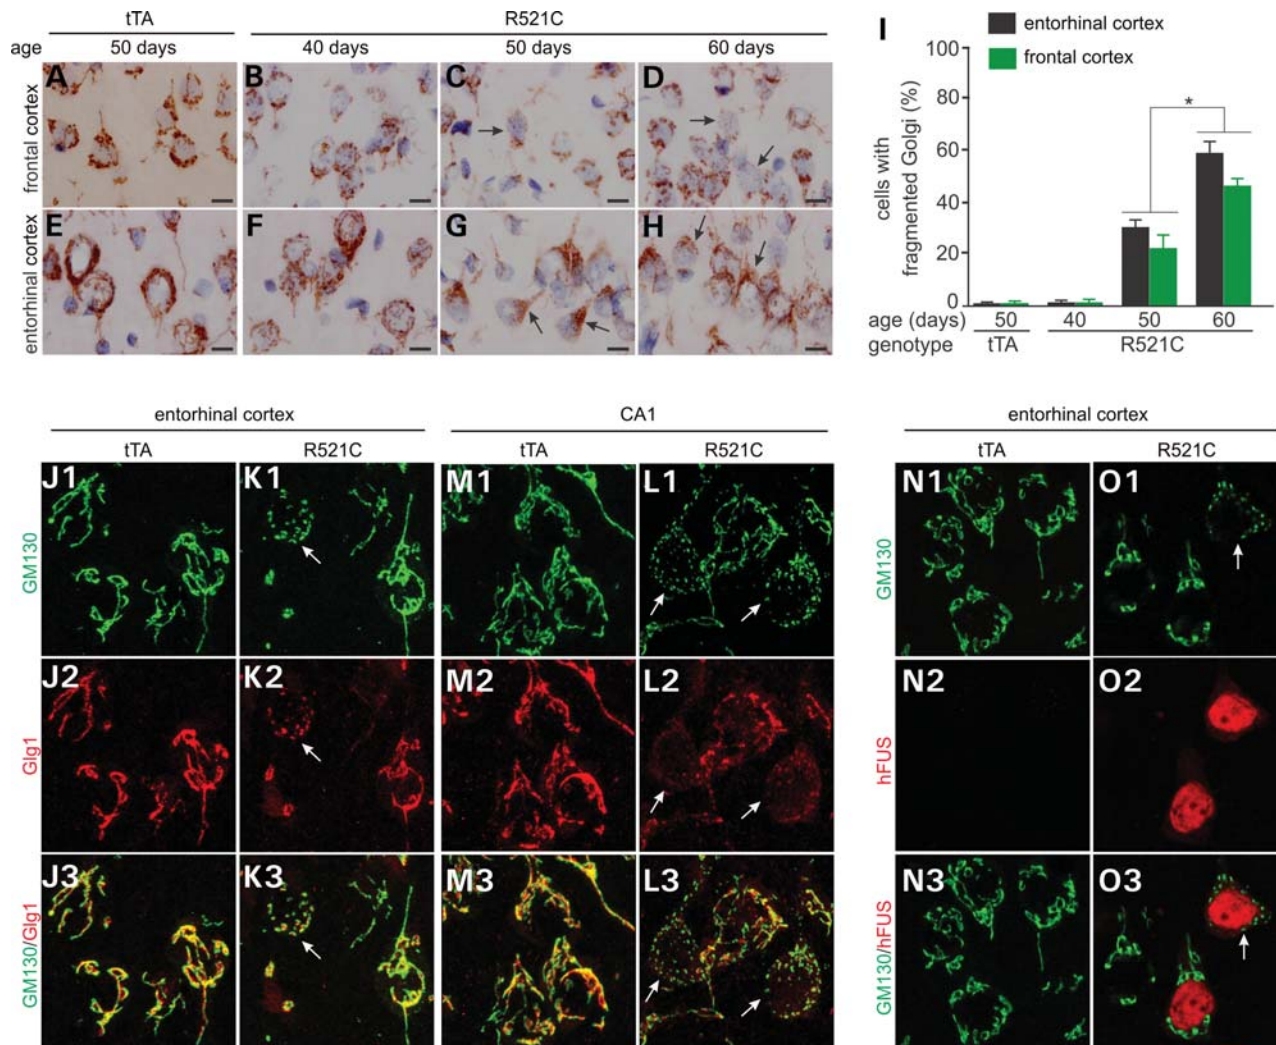 tTA R521C
age 50 days 40 days 50 days 60 days
frontal cortex
A B C D
entorhinal cortex
E F G H
I
entorhinal cortex
frontal cortex
cells with
fragmented Golgi (%)
100
80
60
40
20
0
age (days) 50 40 50 60
genotype tTA R521C
*
entorhinal cortex CA1 entorhinal cortex
tTA R521C tTA R521C tTA R521C
GM130 J1 K1 M1 L1 GM130 N1 O1
Glg1 J2 K2 M2 L2 hFUS N2 O2
GM130/Glg1 J3 K3 M3 L3 GM130/hFUS N3 O3